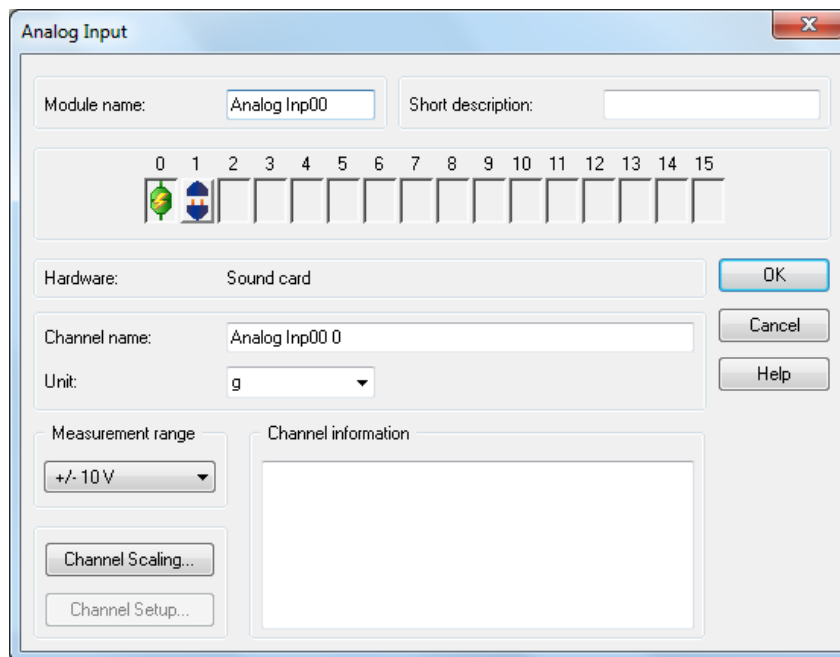 Analog Input
Module name: Analog Inp00 Short description:
0 1 2 3 4 5 6 7 8 9 10 11 12 13 14 15
Hardware: Sound card
OK
Channel name: Analog Inp00 0
Cancel
Unit: g
Help
Measurement range Channel information
+/- 10 V
Channel Scaling...
Channel Setup...